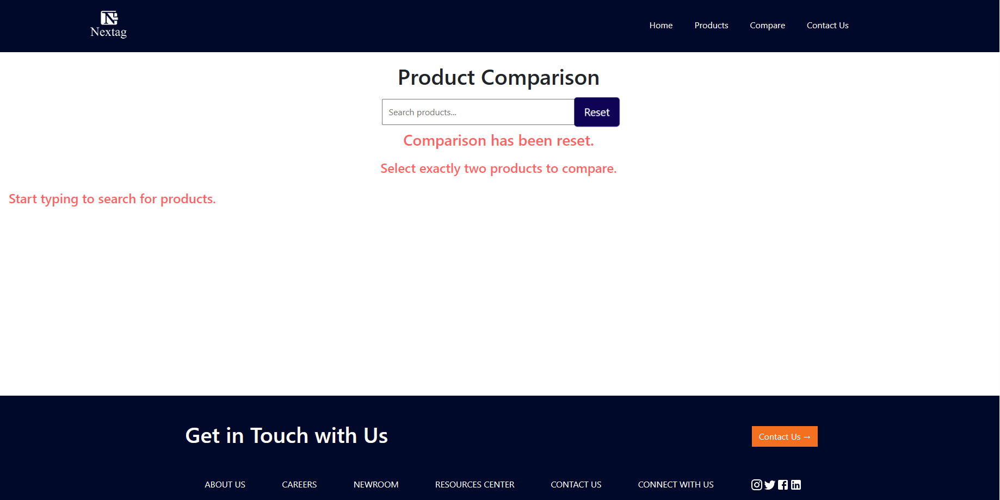 N
Nextag
Home Products Compare Contact Us
Product Comparison
Search products...
Reset
Comparison has been reset.
Select exactly two products to compare.
Start typing to search for products.
Get in Touch with Us
Contact Us →
ABOUT US CAREERS NEWROOM RESOURCES CENTER CONTACT US CONNECT WITH US